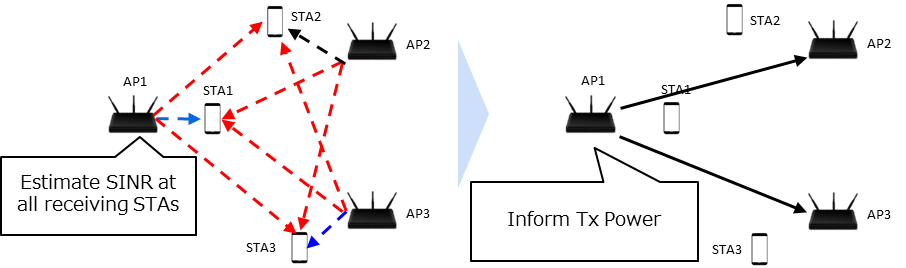 STA2
AP2
AP1
STA1
Estimate SINR at
all receiving STAs
AP3
STA3
STA2
AP2
AP1
STA1
Inform Tx Power
AP3
STA3